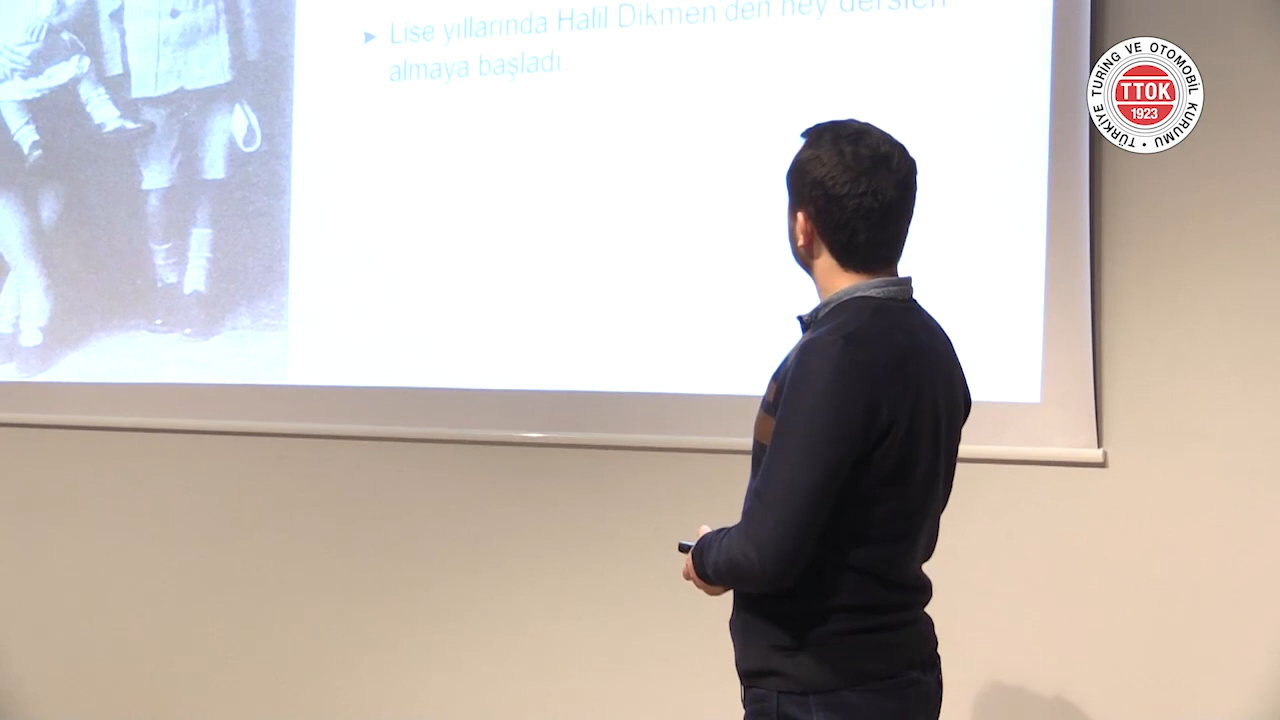 Lise yıllarında Halil Dikmen'den ney dersleri
almaya başladı.
TÜRKİYE TURİNG VE OTOMOBİL KURUMU •
TTOK
1923